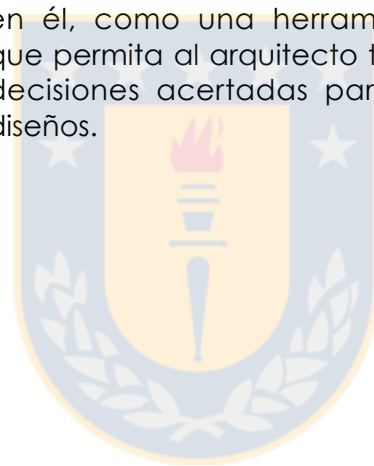 en él, como una herram
que permita al arquitecto t
decisiones acertadas par
diseños.